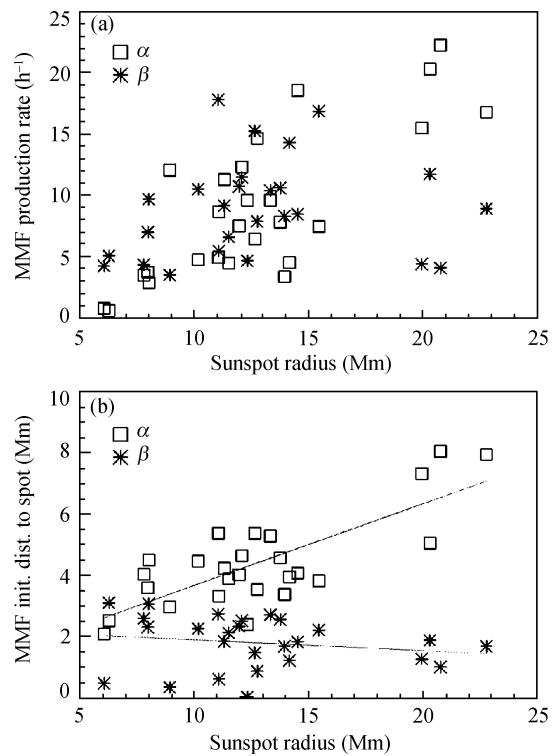 (a)
α
β
MMF production rate (h⁻¹)
25
20
15
10
5
0
5
10
15
20
25
Sunspot radius (Mm)
(b)
α
β
MMF init. dist. to spot (Mm)
10
8
6
4
2
0
5
10
15
20
25
Sunspot radius (Mm)